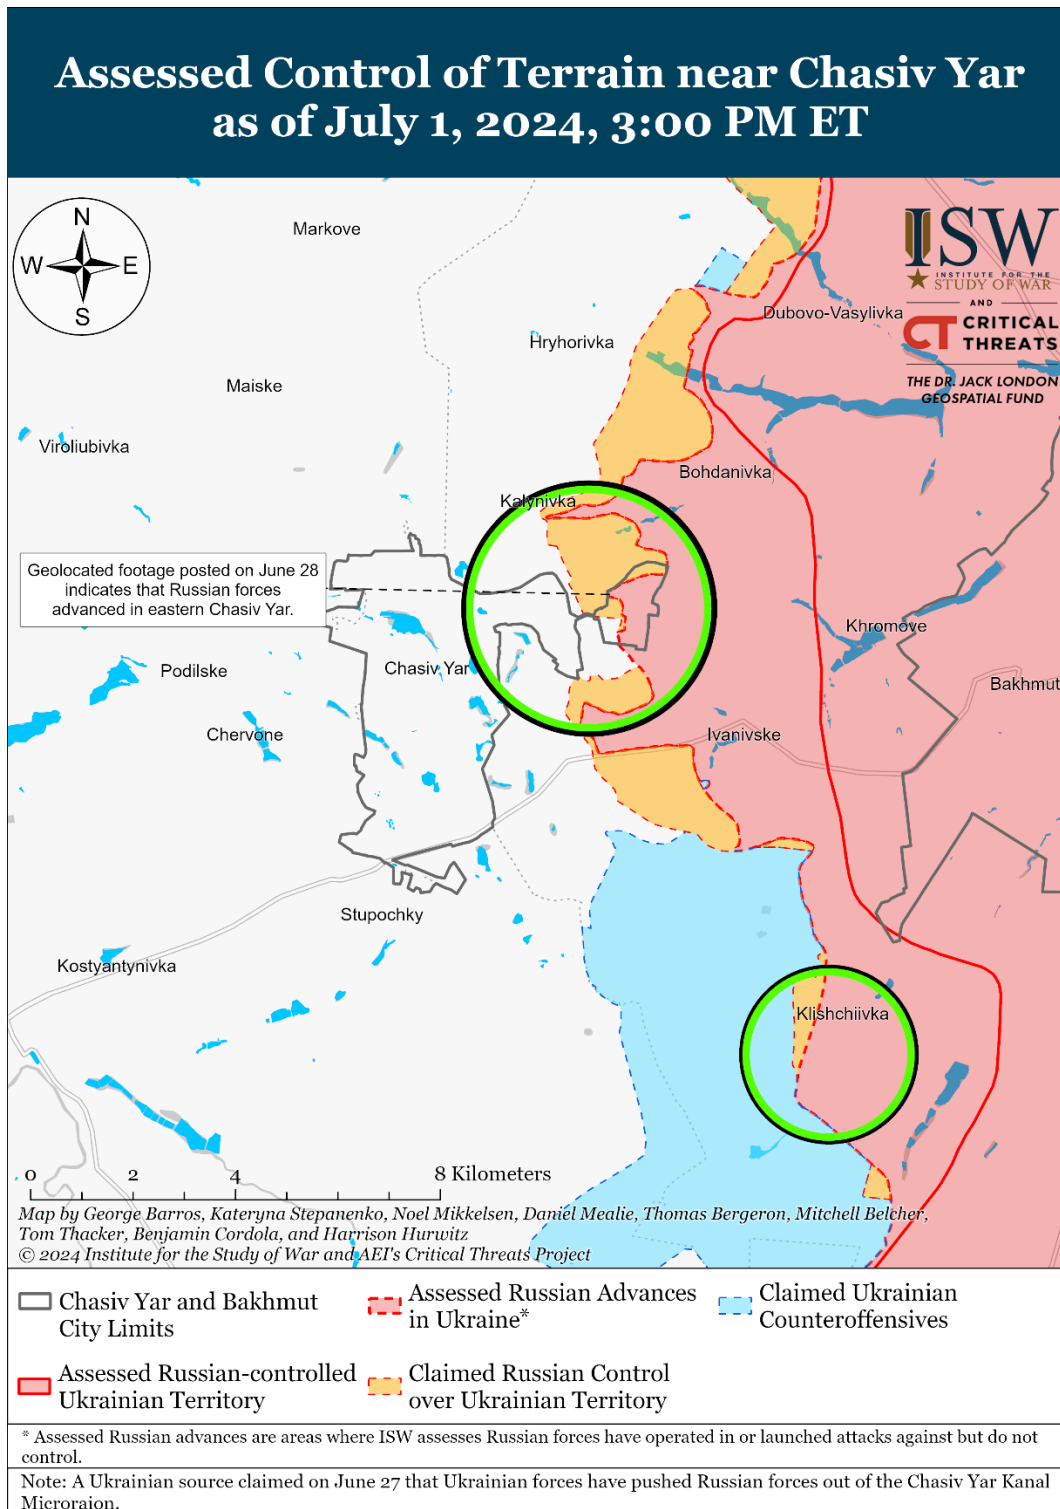 Assessed Control of Terrain near Chasiv Yar
as of July 1, 2024, 3:00 PM ET
N
W
E
S
Markove
ISW
INSTITUTE FOR THE
STUDY OF WAR
AND
CT CRITICAL
THREATS
THE DR. JACK LONDON
GEOSPATIAL FUND
Dubovo-Vasylivka
Hryhorivka
Maiske
Viroliubivka
Bohdanivka
Kalynivka
Geolocated footage posted on June 28
indicates that Russian forces
advanced in eastern Chasiv Yar.
Khromove
Podilske
Chasiv Yar
Bakhmut
Chervone
Ivanivske
Stupochky
Kostyantynivka
Klishchiivka
0 2 4 8 Kilometers
Map by George Barros, Kateryna Stepanenko, Noel Mikkelsen, Daniel Mealie, Thomas Bergeron, Mitchell Belcher,
Tom Thacker, Benjamin Cordola, and Harrison Hurwitz
© 2024 Institute for the Study of War and AEI's Critical Threats Project
Chasiv Yar and Bakhmut
City Limits
Assessed Russian Advances
in Ukraine*
Claimed Ukrainian
Counteroffensives
Assessed Russian-controlled
Ukrainian Territory
Claimed Russian Control
over Ukrainian Territory
* Assessed Russian advances are areas where ISW assesses Russian forces have operated in or launched attacks against but do not
control.
Note: A Ukrainian source claimed on June 27 that Ukrainian forces have pushed Russian forces out of the Chasiv Yar Kanal
Microraion.